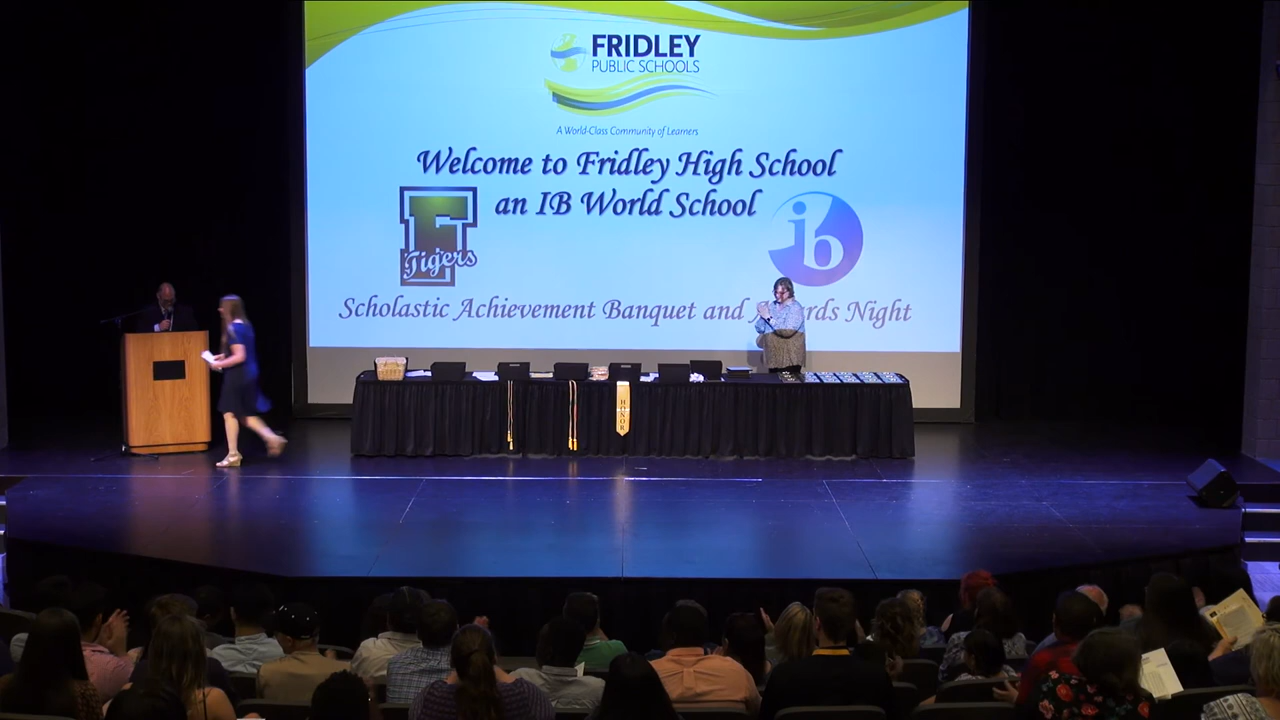 FRIDLEY
PUBLIC SCHOOLS
A World-Class Community of Learners
Welcome to Fridley High School
an IB World School
F
Tigers
ib
Scholastic Achievement Banquet and Awards Night
HONOR